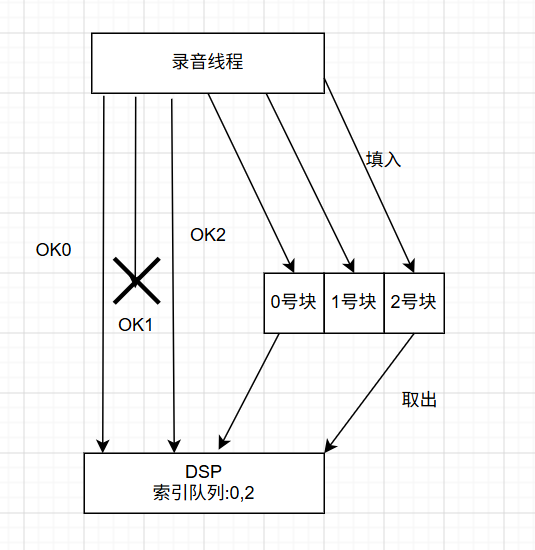 录音线程
填入
OK0
OK2
0号块
1号块
2号块
OK1
取出
DSP
索引队列:0,2